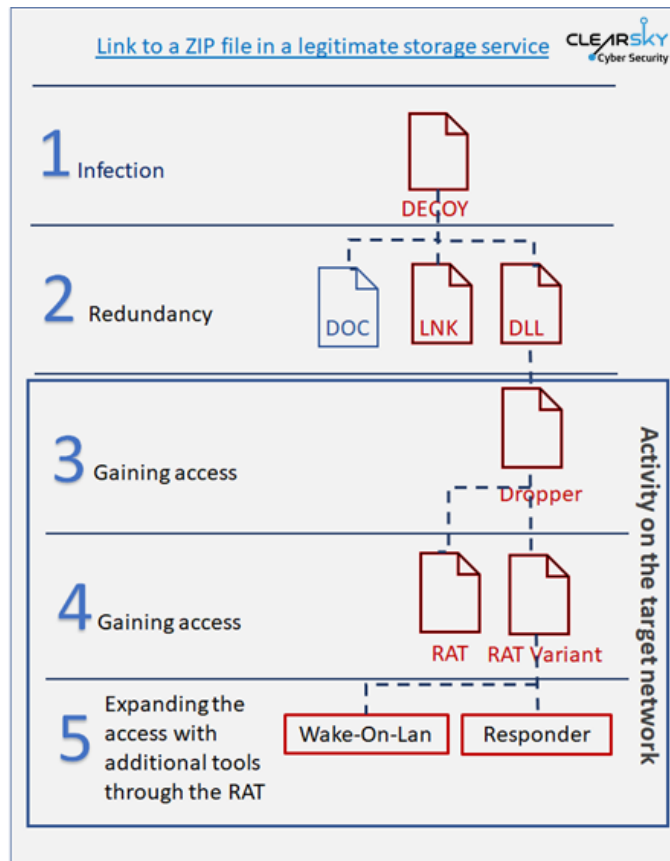 Link to a ZIP file in a legitimate storage service
CLEARSKY
Cyber Security
1 Infection
DECOY
2 Redundancy
DOC
LNK
DLL
3 Gaining access
Dropper
4 Gaining access
RAT
RAT Variant
5
Expanding the
access with
additional tools
through the RAT
Wake-On-Lan
Responder
Activity on the target network